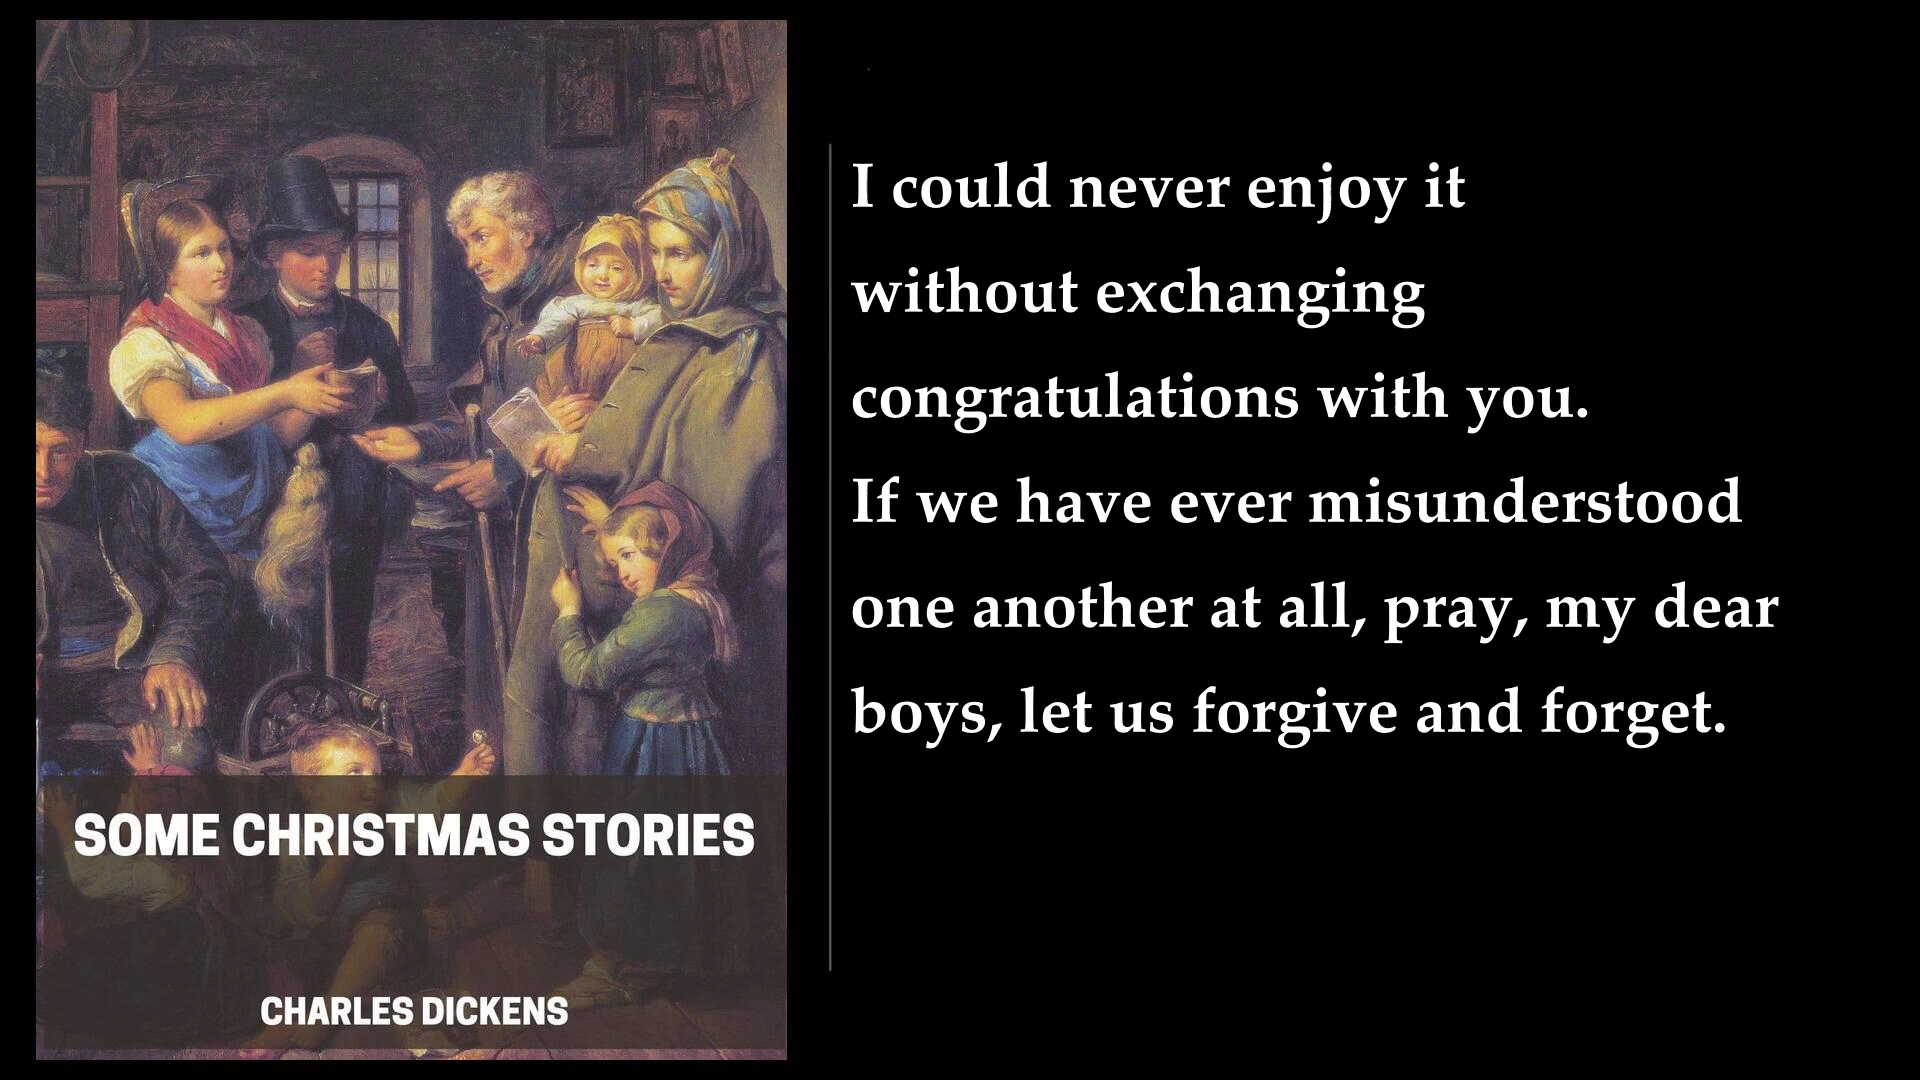 SOME CHRISTMAS STORIES
CHARLES DICKENS
I could never enjoy it
without exchanging
congratulations with you.
If we have ever misunderstood
one another at all, pray, my dear
boys, let us forgive and forget.